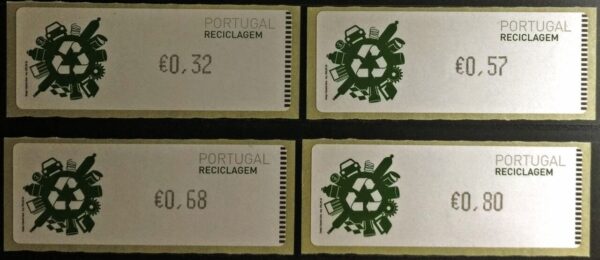 PORTUGAL
RECICLAGEM
€0,32
PORTUGAL
RECICLAGEM
€0,57
PORTUGAL
RECICLAGEM
€0,68
PORTUGAL
RECICLAGEM
€0,80